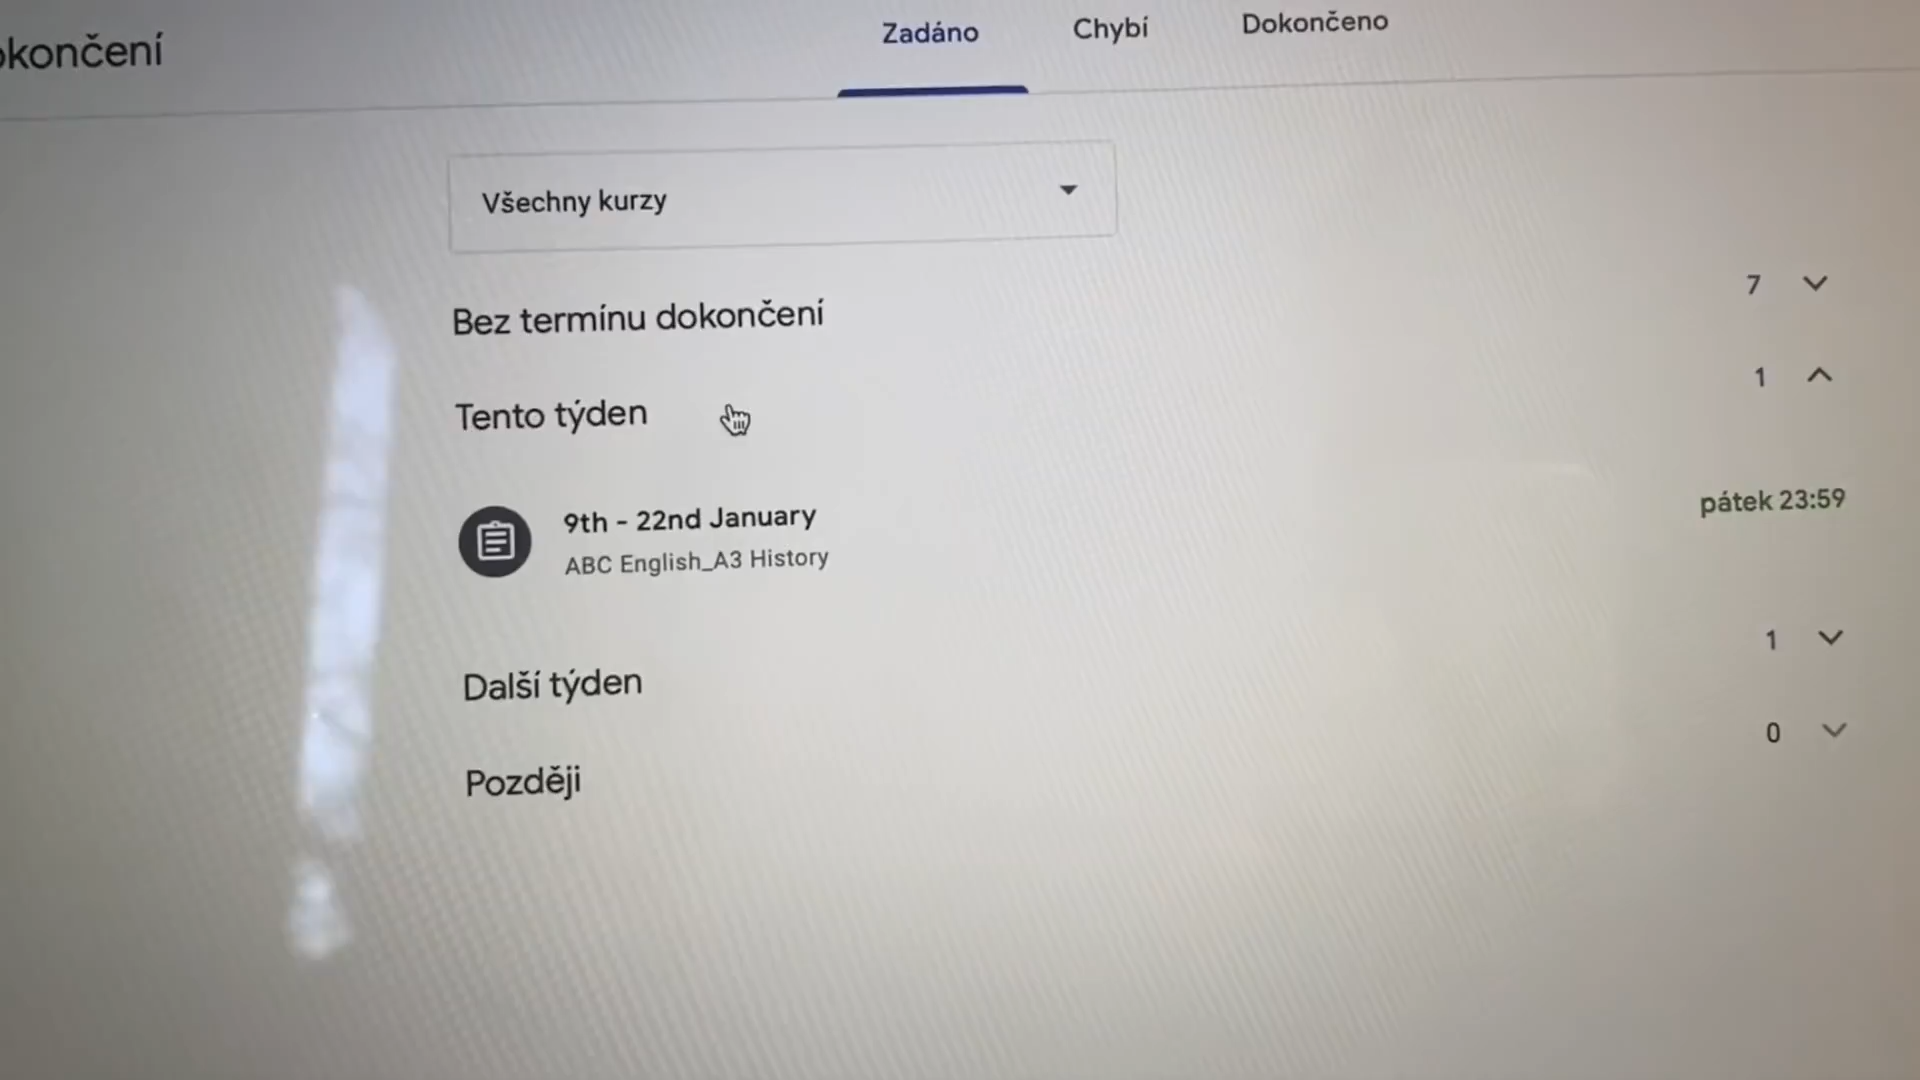 okončení
Zadáno
Chybí
Dokončeno
Všechny kurzy
Bez termínu dokončení
7
Tento týden
1
9th - 22nd January
ABC English_A3 History
pátek 23:59
Další týden
1
Později
0